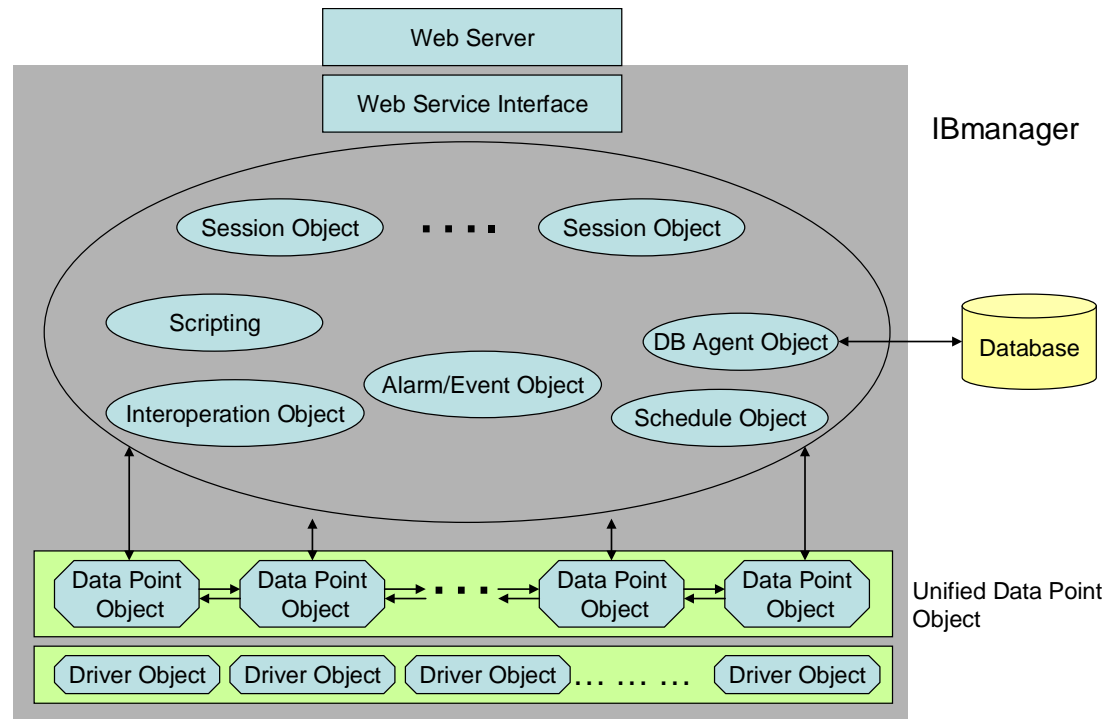 Web Server
Web Service Interface
IBmanager
Session Object
. . . .
Session Object
Scripting
DB Agent Object
Database
Alarm/Event Object
Interoperation Object
Schedule Object
Data Point
Object
Data Point
Object
. . .
Data Point
Object
Data Point
Object
Unified Data Point
Object
Driver Object
Driver Object
Driver Object
... ... ...
Driver Object